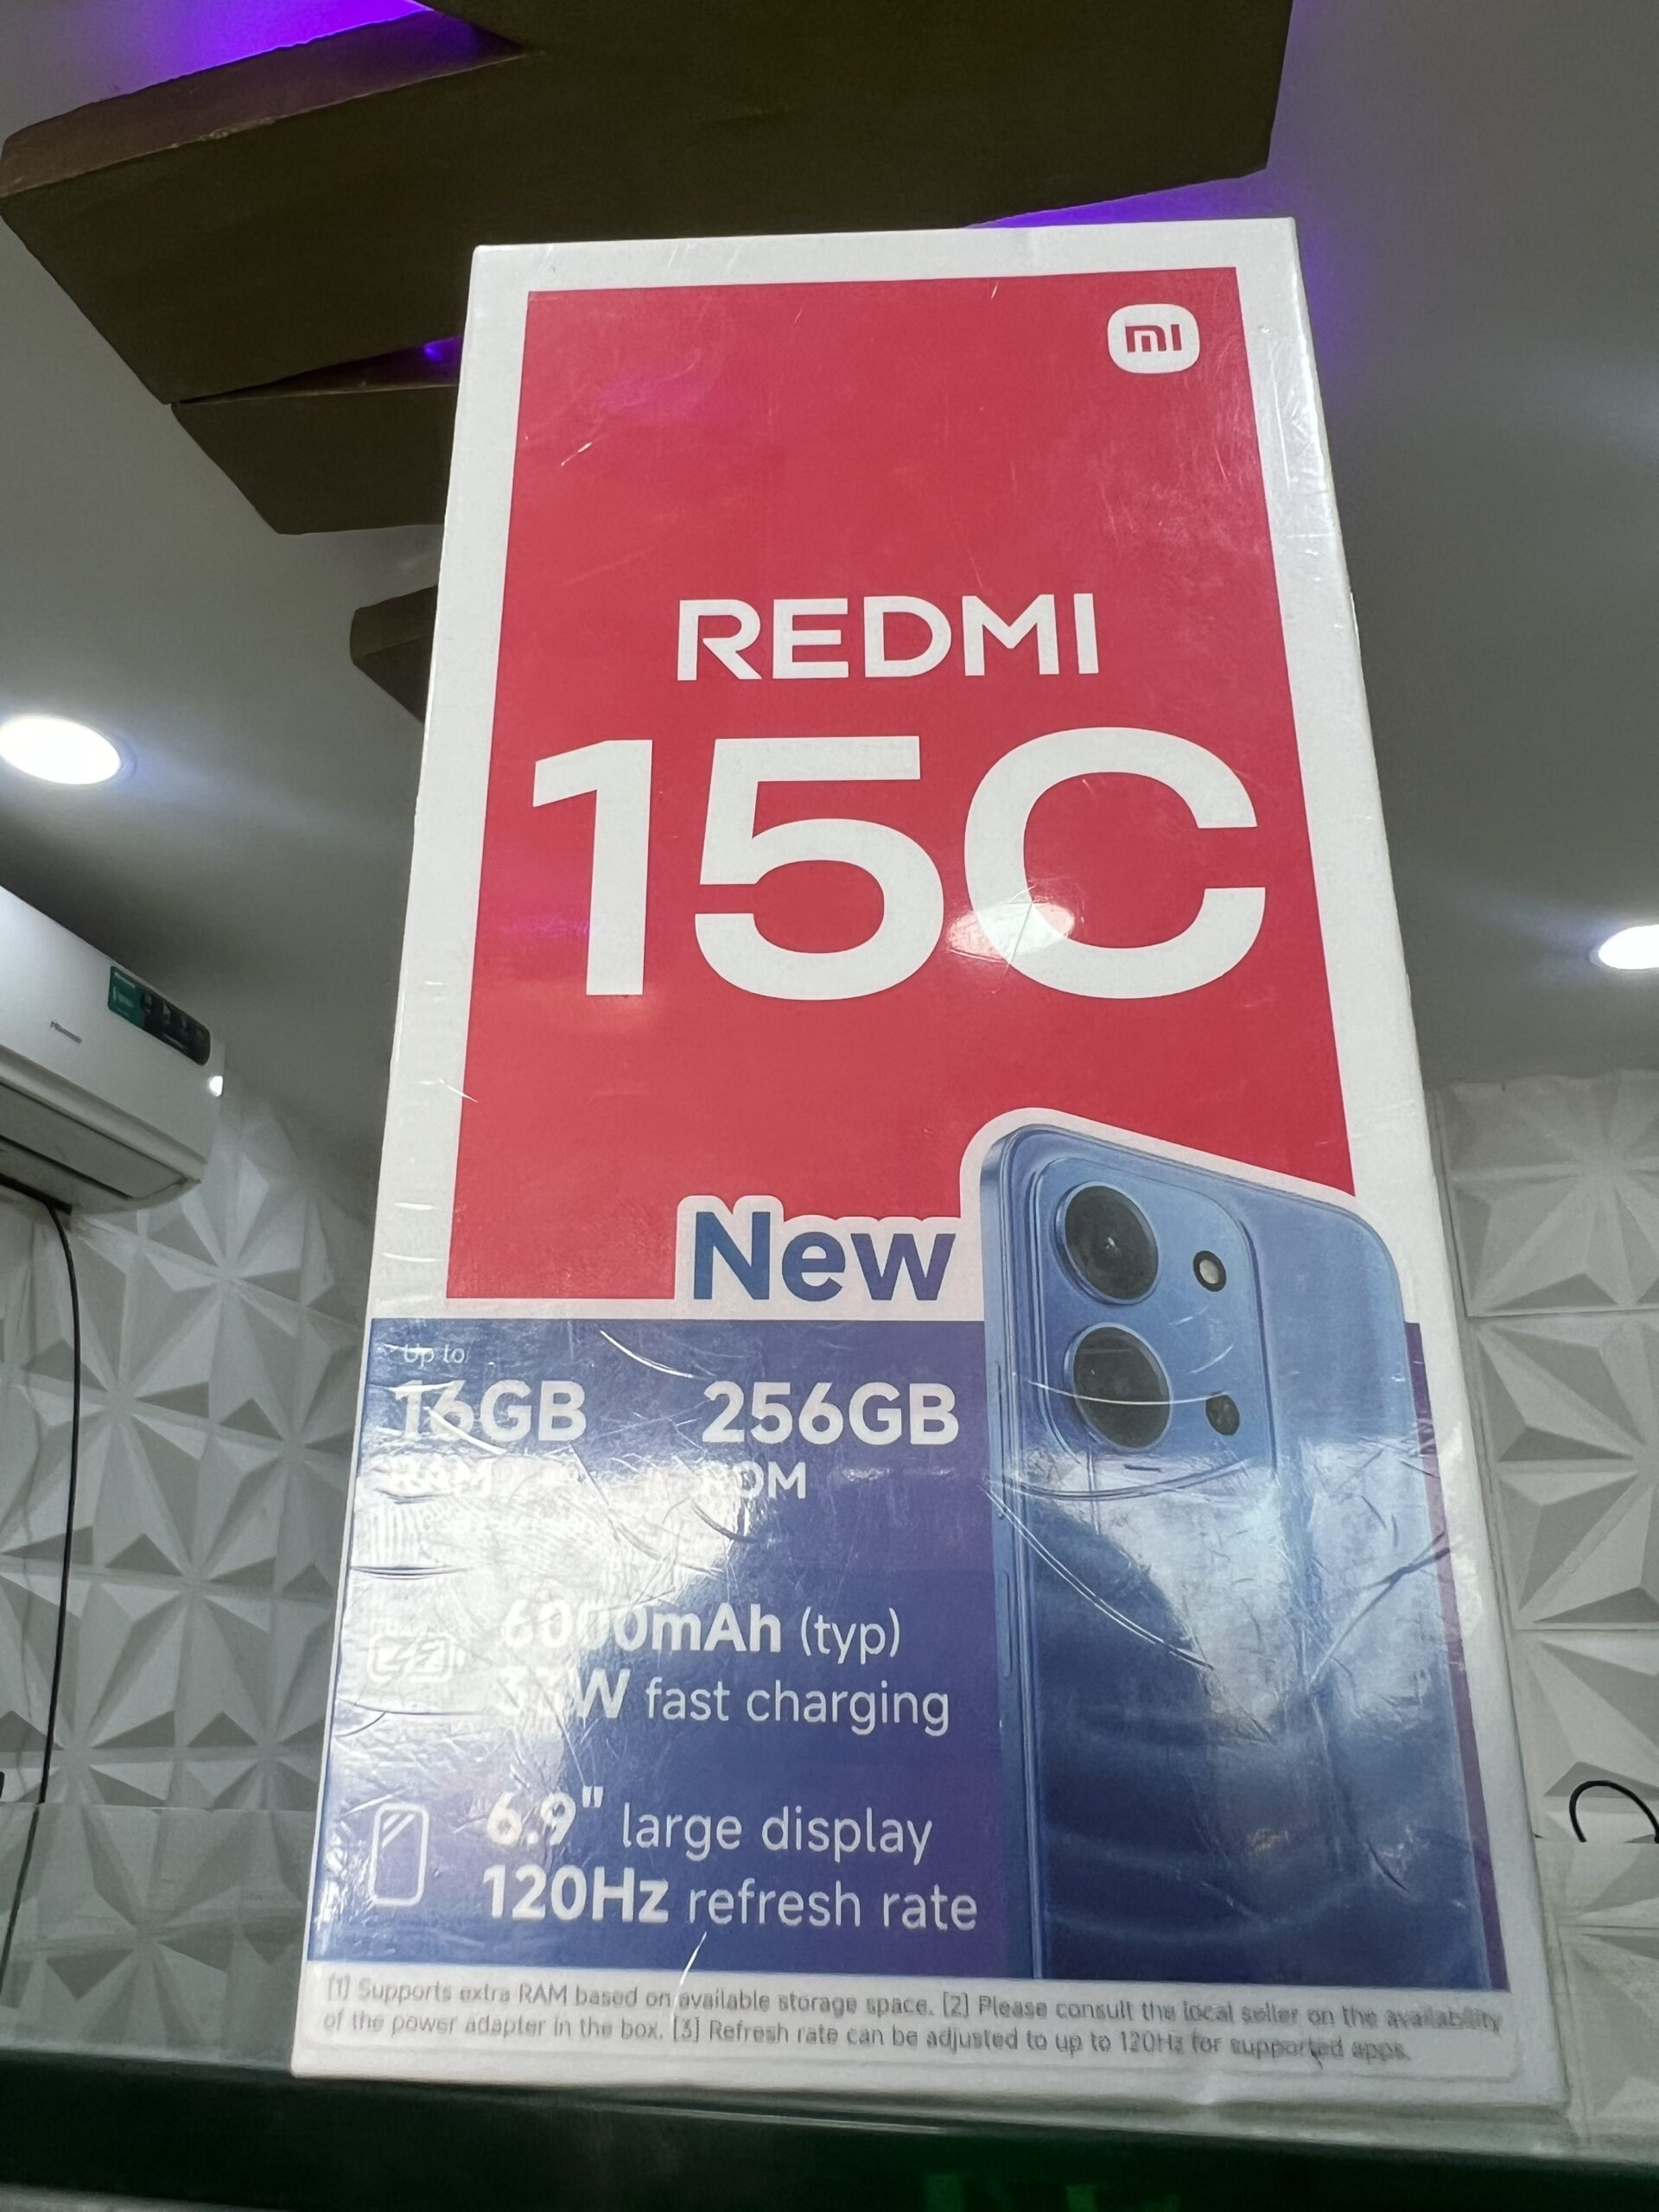 mi
REDMI
15C
New
Up to
16GB 256GB
RAM ROM
6000mAh (typ)
33W fast charging
6.9" large display
120Hz refresh rate
[1] Supports extra RAM based on available storage space. [2] Please consult the local seller on the availability
of the power adapter in the box. [3] Refresh rate can be adjusted to up to 120Hz for supported apps.
Hisense